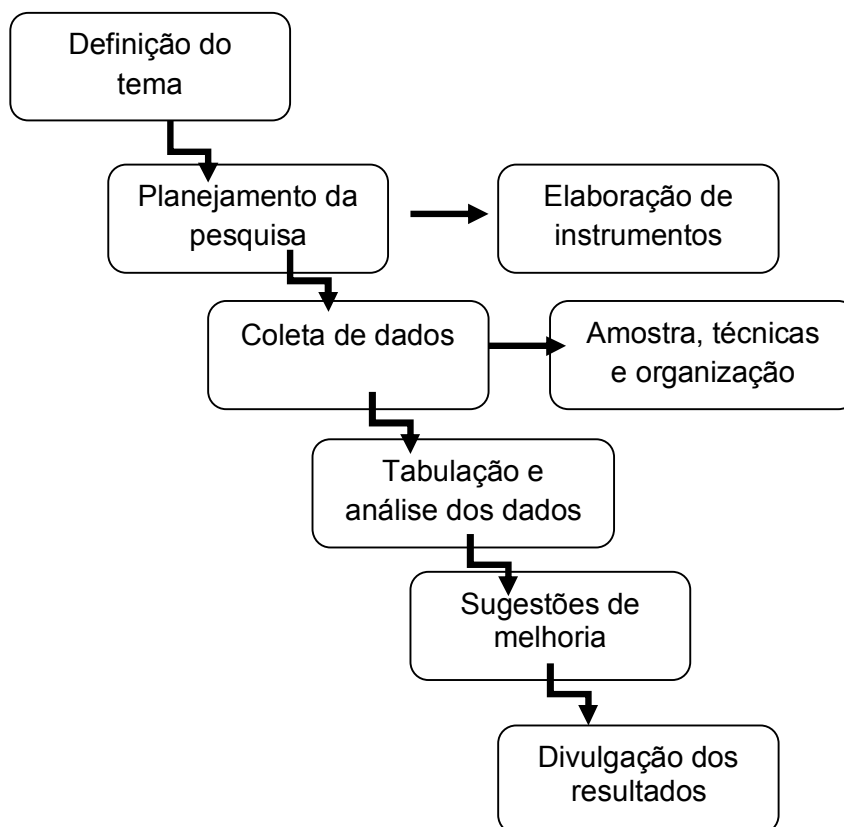 Definição do
tema
Planejamento da
pesquisa
Elaboração de
instrumentos
Coleta de dados
Amostra, técnicas
e organização
Tabulação e
análise dos dados
Sugestões de
melhoria
Divulgação dos
resultados